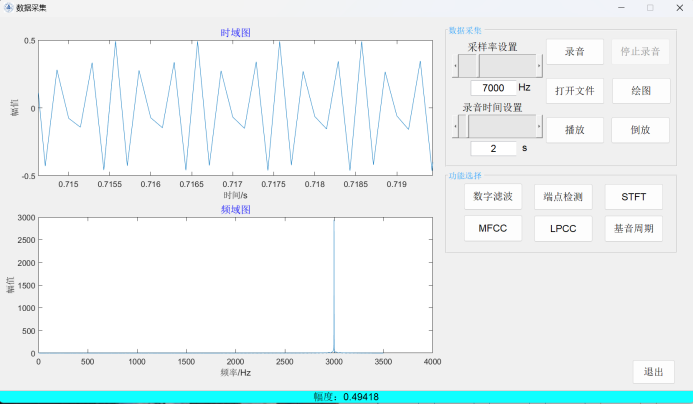 数据采集
时域图
0.5
0
-0.5
幅值
0.715
0.7155
0.716
0.7165
0.717
0.7175
0.718
0.7185
0.719
时间/s
频域图
3000
2500
2000
1500
1000
500
0
幅值
0
500
1000
1500
2000
2500
3000
3500
4000
频率/Hz
数据采集
采样率设置
7000 Hz
录音时间设置
2 s
录音
停止录音
打开文件
绘图
播放
倒放
功能选择
数字滤波
端点检测
STFT
MFCC
LPCC
基音周期
退出
幅度：0.49418